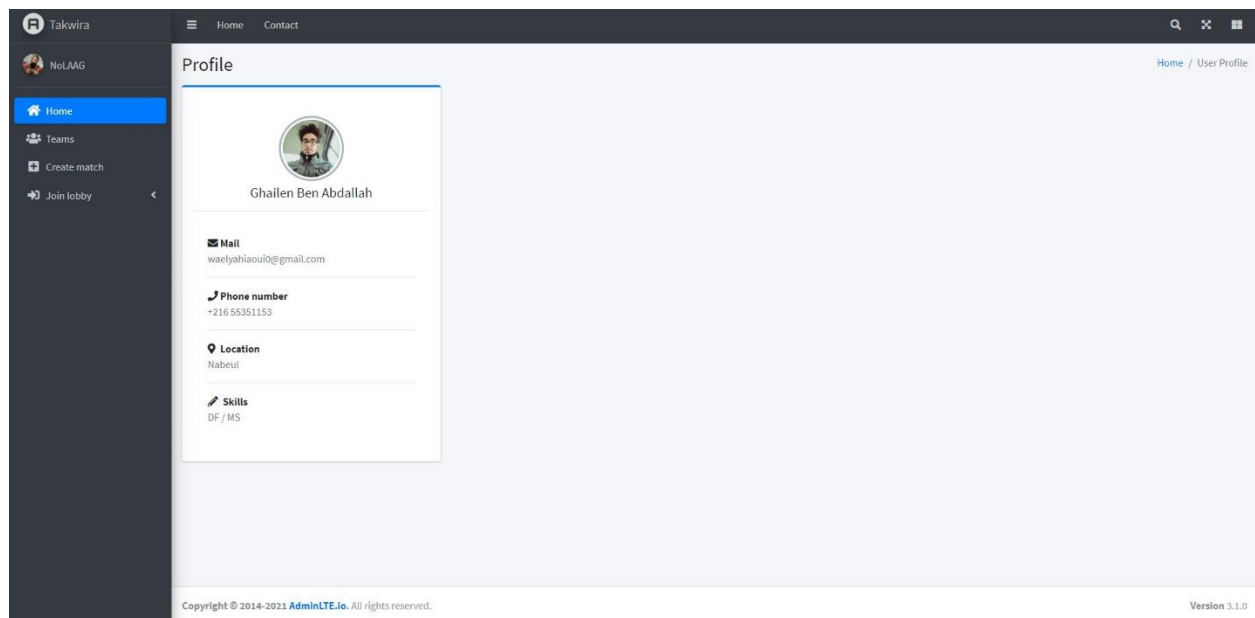 Takwira
Home Contact
NoLAAG
Home
Teams
Create match
Join lobby
Profile
Home / User Profile
Ghailen Ben Abdallah
Mail
waelyahiaoui0@gmail.com
Phone number
+216 55351153
Location
Nabeul
Skills
DF / MS
Copyright © 2014-2021 AdminLTE.io. All rights reserved.
Version 3.1.0